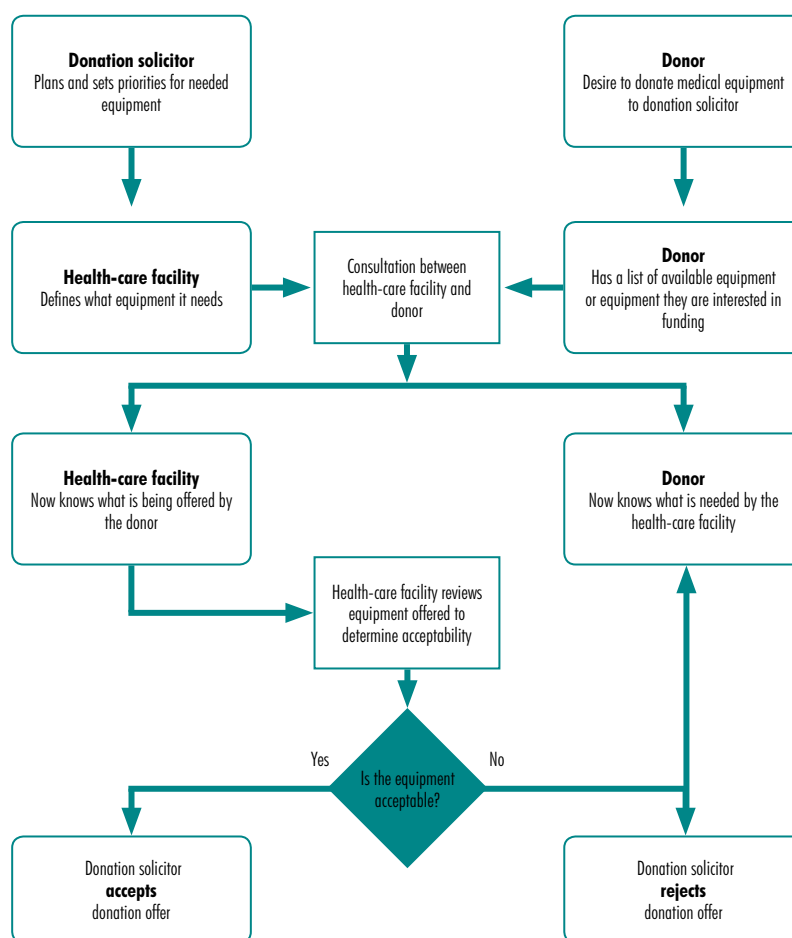 Donation solicitor
Plans and sets priorities for needed
equipment
Donor
Desire to donate medical equipment
to donation solicitor
Health-care facility
Defines what equipment it needs
Consultation between
health-care facility and
donor
Donor
Has a list of available equipment
or equipment they are interested in
funding
Health-care facility
Now knows what is being offered by
the donor
Donor
Now knows what is needed by the
health-care facility
Health-care facility reviews
equipment offered to
determine acceptability
Yes
No
Is the equipment
acceptable?
Donation solicitor
accepts
donation offer
Donation solicitor
rejects
donation offer